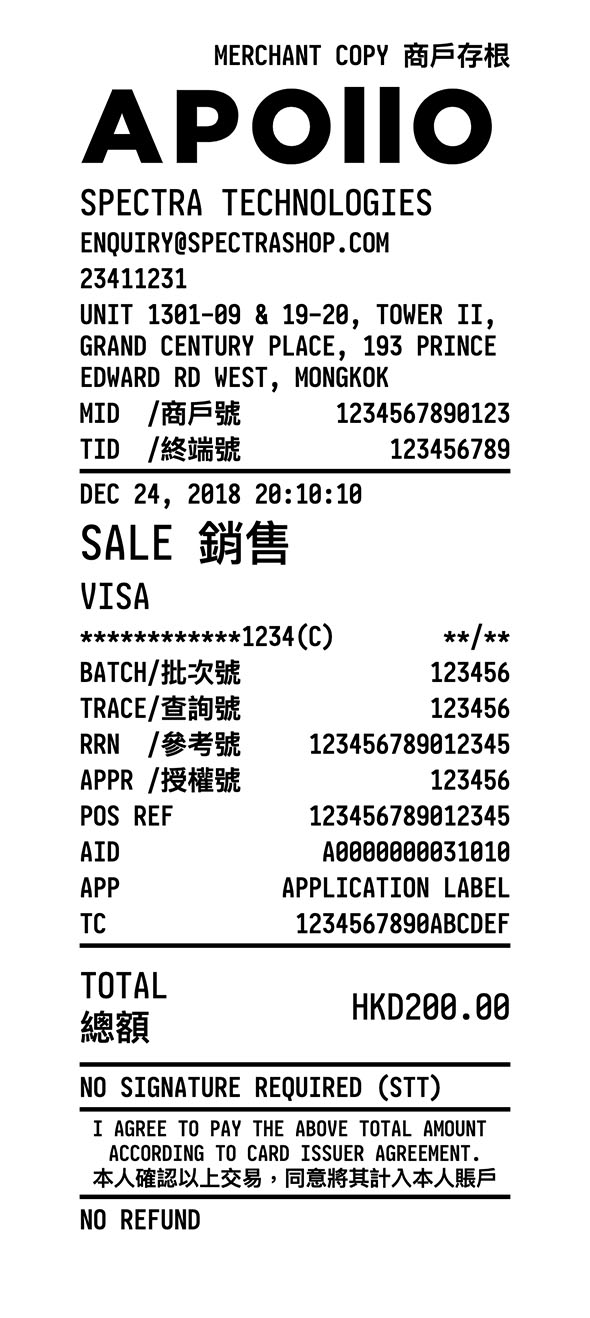 MERCHANT COPY 商戶存根
APOllO
SPECTRA TECHNOLOGIES
ENQUIRY@SPECTRASHOP.COM
23411231
UNIT 1301-09 & 19-20, TOWER II,
GRAND CENTURY PLACE, 193 PRINCE
EDWARD RD WEST, MONGKOK
MID /商戶號 1234567890123
TID /終端號 123456789
DEC 24, 2018 20:10:10
SALE 銷售
VISA
************1234(C) **/**
BATCH/批次號 123456
TRACE/查詢號 123456
RRN /參考號 123456789012345
APPR /授權號 123456
POS REF 123456789012345
AID A0000000031010
APP APPLICATION LABEL
TC 1234567890ABCDEF
TOTAL
總額 HKD200.00
NO SIGNATURE REQUIRED (STT)
I AGREE TO PAY THE ABOVE TOTAL AMOUNT
ACCORDING TO CARD ISSUER AGREEMENT.
本人確認以上交易，同意將其計入本人賬戶
NO REFUND